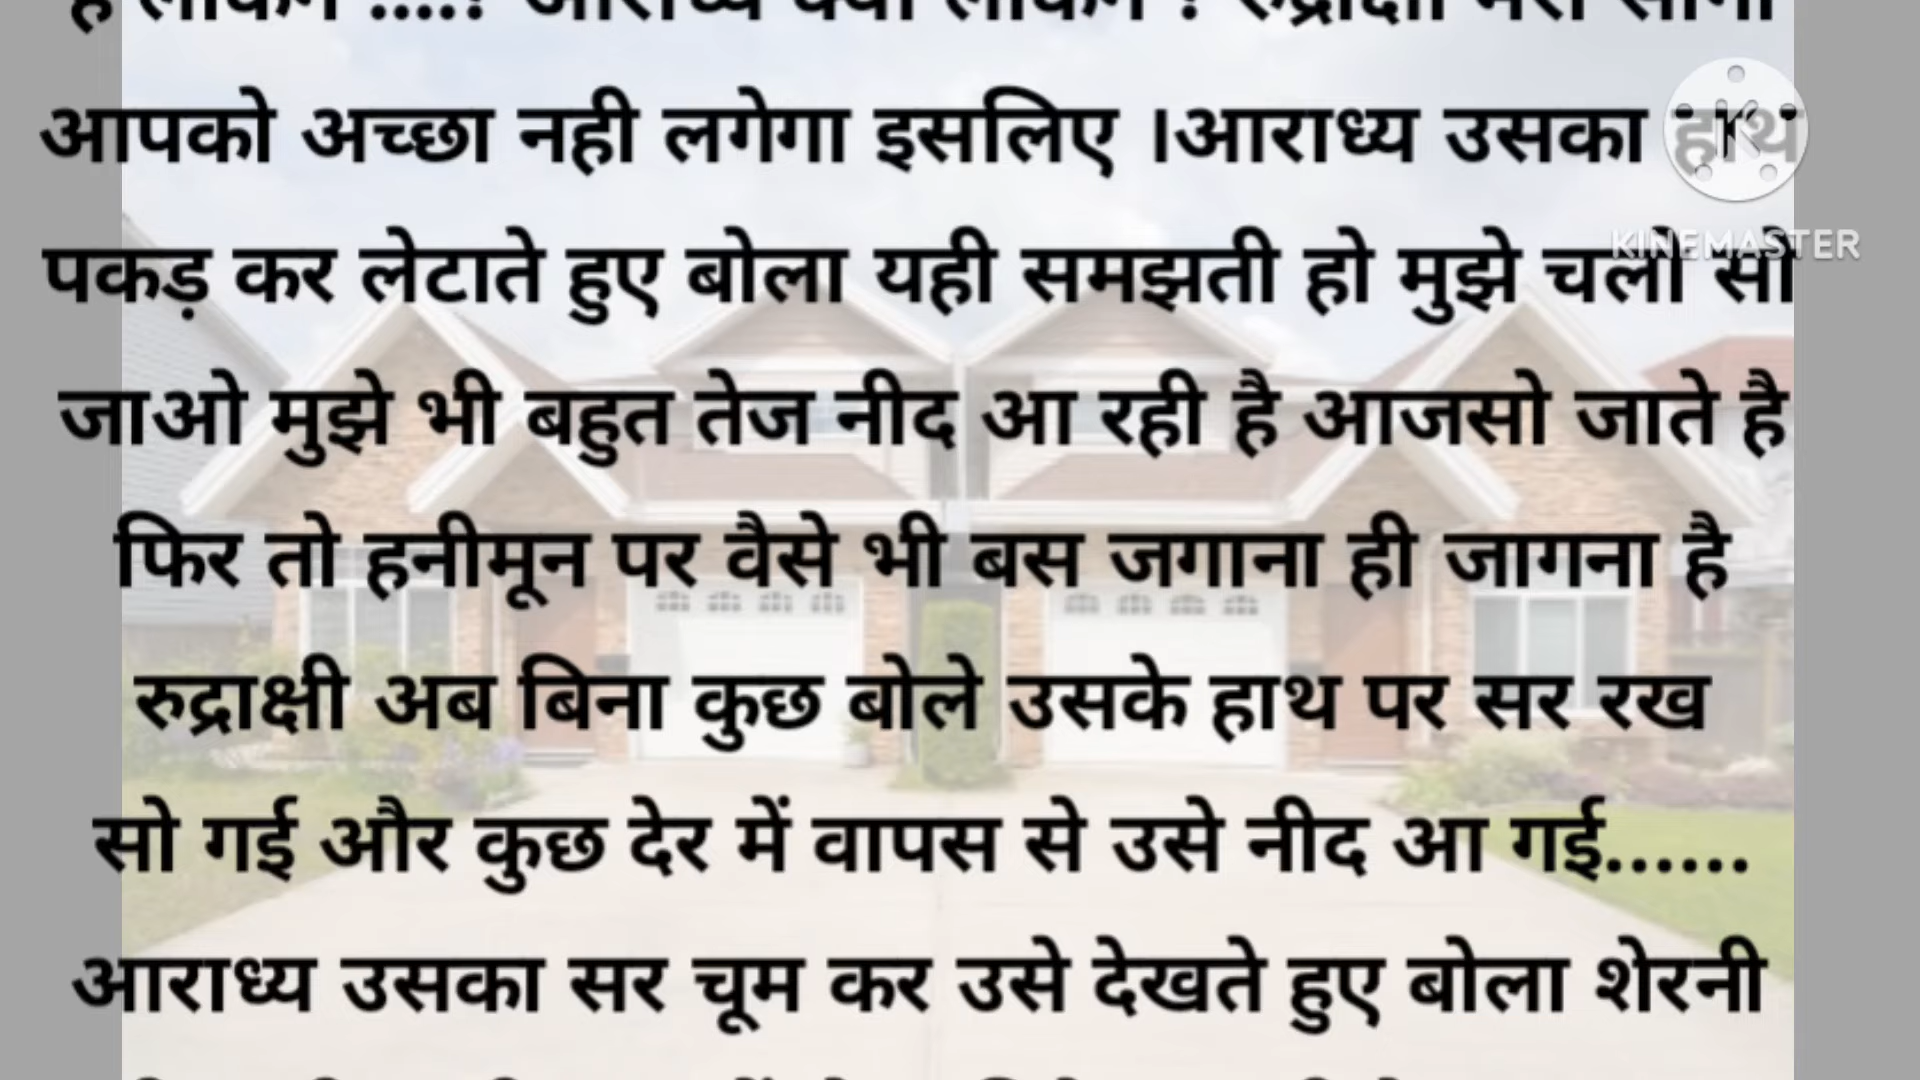 है लेकिन ....? आराध्य क्या लेकिन ? रुद्राक्षी मेरा सोना
आपको अच्छा नही लगेगा इसलिए ।आराध्य उसका हाथ
पकड़ कर लेटाते हुए बोला यही समझती हो मुझे चलो सो
जाओ मुझे भी बहुत तेज नीद आ रही है आजसो जाते है
फिर तो हनीमून पर वैसे भी बस जगाना ही जागना है
रुद्राक्षी अब बिना कुछ बोले उसके हाथ पर सर रख
सो गई और कुछ देर में वापस से उसे नीद आ गई......
आराध्य उसका सर चूम कर उसे देखते हुए बोला शेरनी
K
KINEMASTER